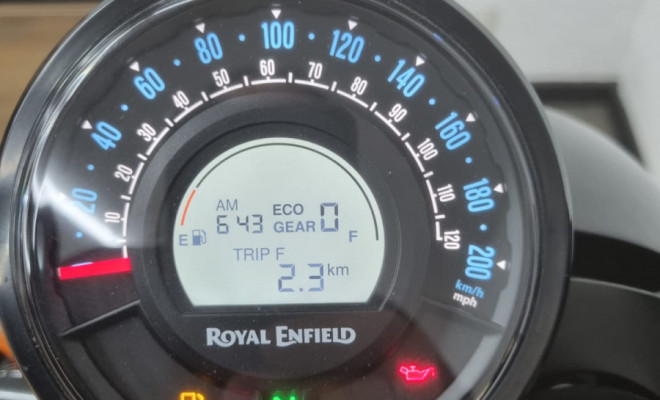 20 40 60 80 100 120 140 160 180 200
10 20 30 40 50 60 70 80 90 100 110 120
km/h
mph
AM
6 43
ECO
GEAR 0
E F
TRIP F
2.3 km
ROYAL ENFIELD